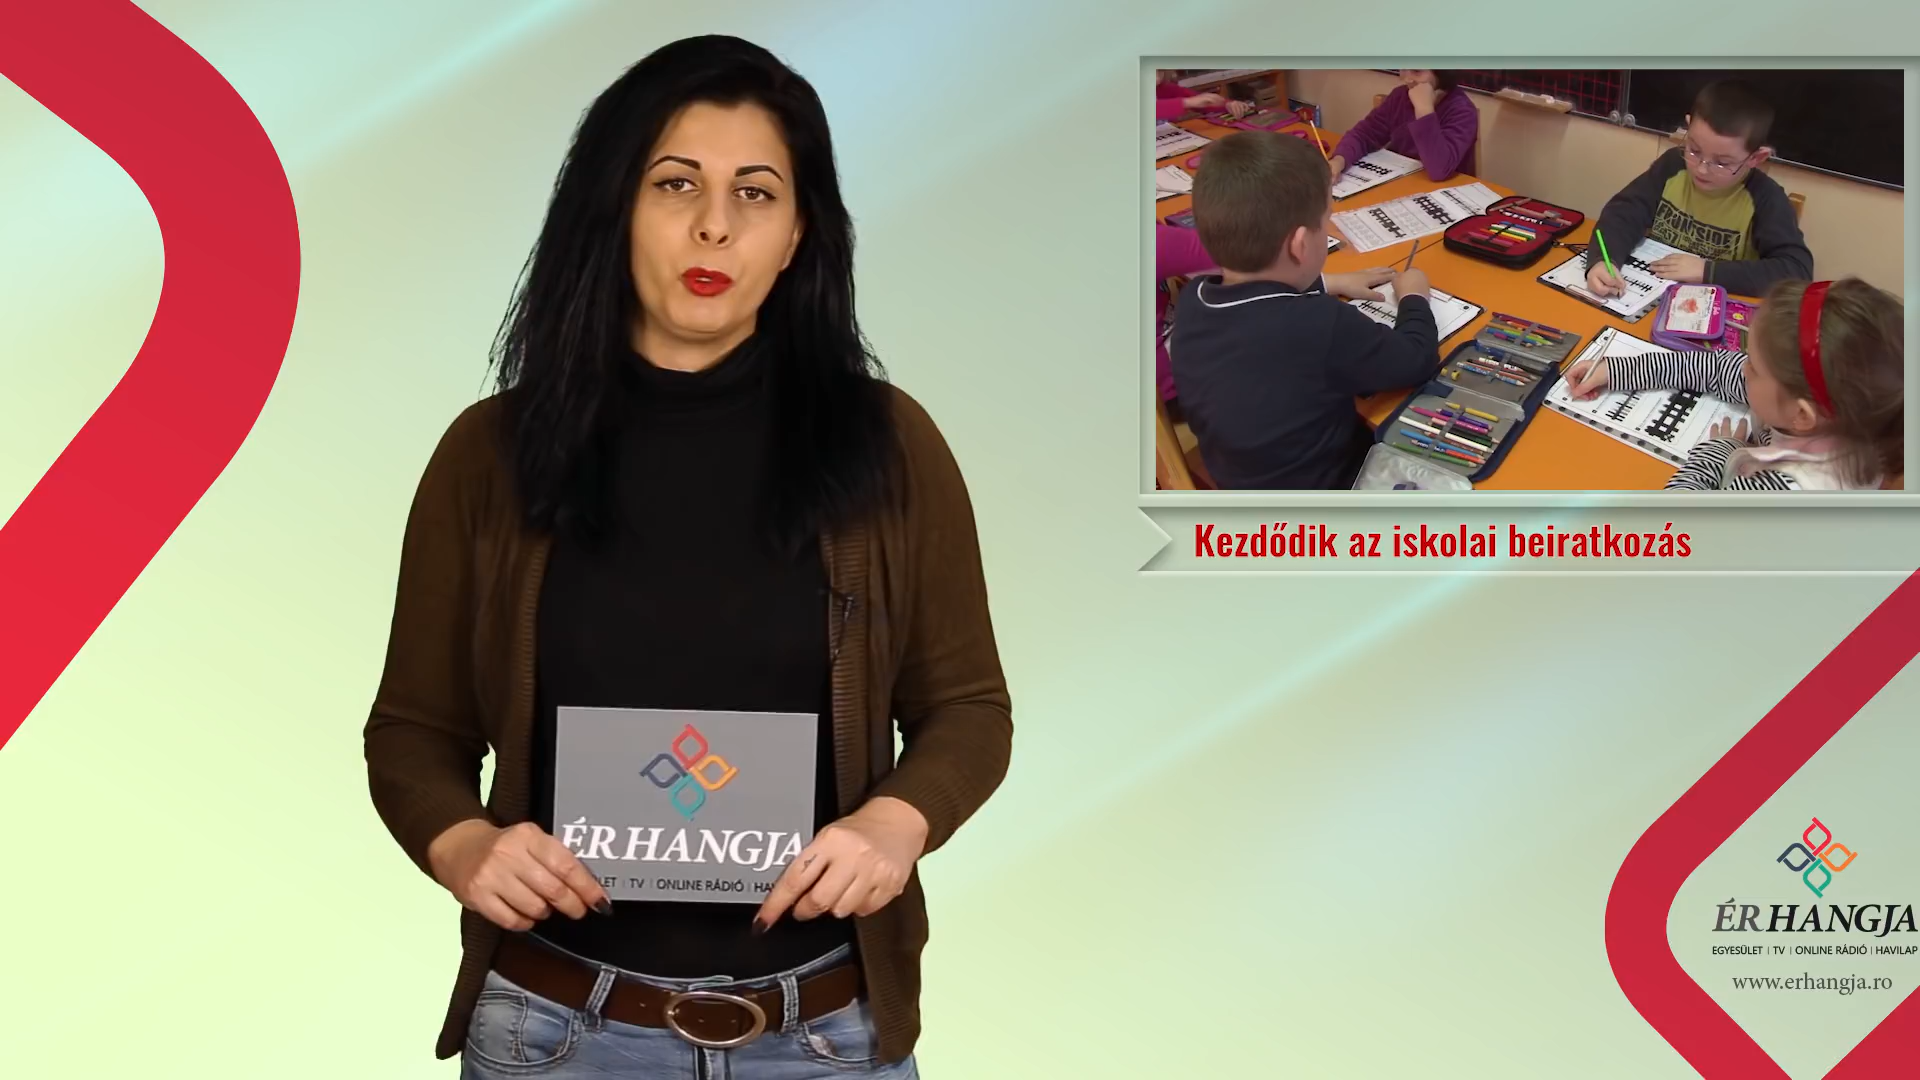 FRONTSIDE
Kezdődik az iskolai beiratkozás
ÉR HANGJA
TV | ONLINE RÁDIÓ
ÉR HANGJA
EGYESÜLET | TV | ONLINE RÁDIÓ | HAVILAP
www.erhangja.ro